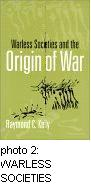 Warless Societies and the
Origin of War
Raymond C. Kelly
photo 2:
WARLESS
SOCIETIES